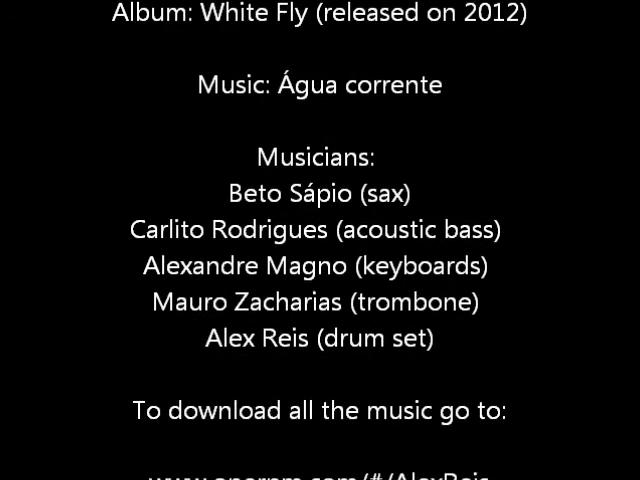 Album: White Fly (released on 2012)
Music: Água corrente
Musicians:
Beto Sápio (sax)
Carlito Rodrigues (acoustic bass)
Alexandre Magno (keyboards)
Mauro Zacharias (trombone)
Alex Reis (drum set)
To download all the music go to: